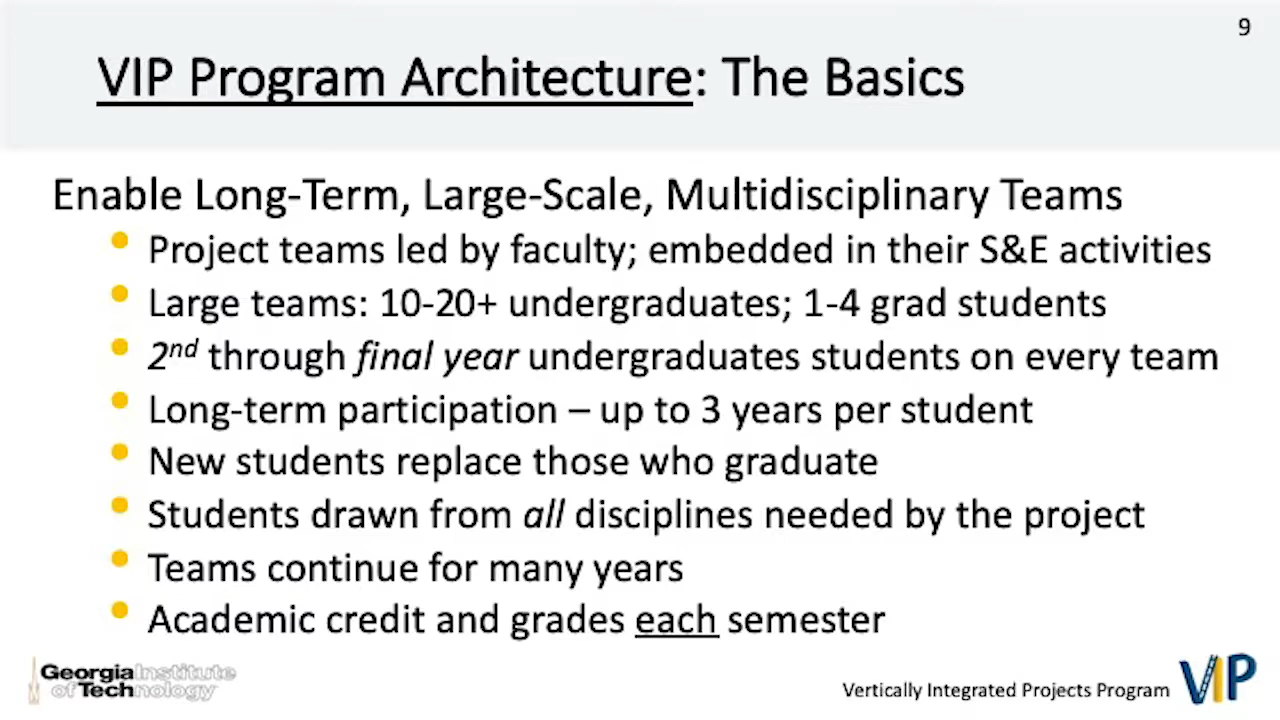 9
VIP Program Architecture: The Basics
Enable Long-Term, Large-Scale, Multidisciplinary Teams
• Project teams led by faculty; embedded in their S&E activities
• Large teams: 10-20+ undergraduates; 1-4 grad students
• 2nd through final year undergraduates students on every team
• Long-term participation – up to 3 years per student
• New students replace those who graduate
• Students drawn from all disciplines needed by the project
• Teams continue for many years
• Academic credit and grades each semester
Georgia Institute
of Technology
Vertically Integrated Projects Program
VIP